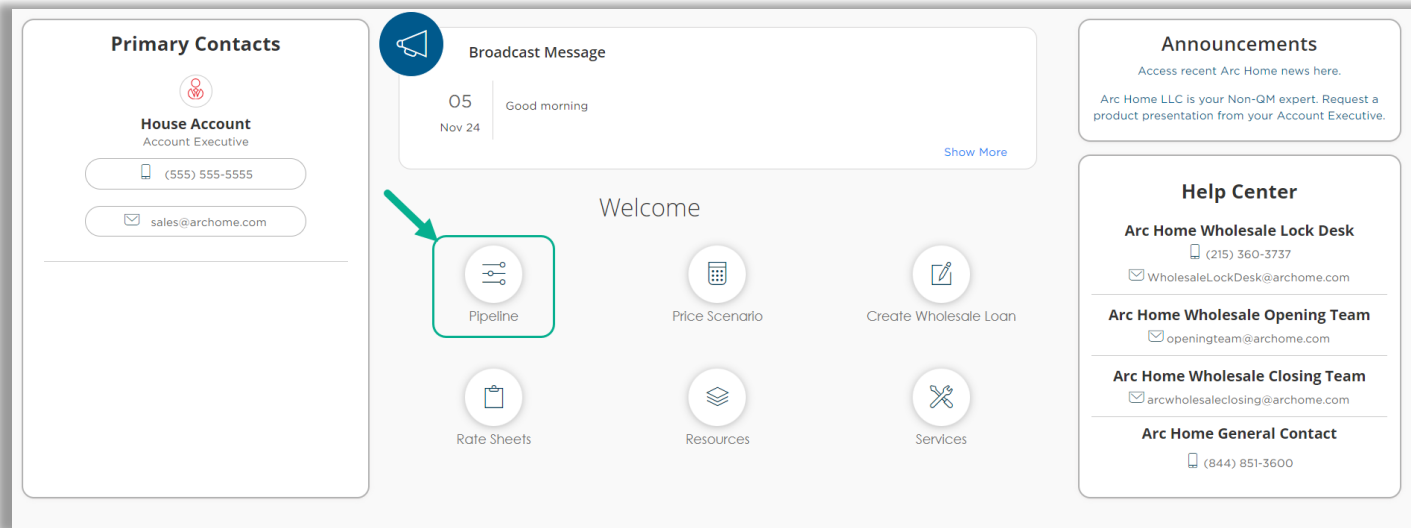 Primary Contacts
House Account
Account Executive
(555) 555-5555
sales@archome.com
Broadcast Message
05
Nov 24
Good morning
Show More
Welcome
Pipeline
Price Scenario
Create Wholesale Loan
Rate Sheets
Resources
Services
Announcements
Access recent Arc Home news here.
Arc Home LLC is your Non-QM expert. Request a
product presentation from your Account Executive.
Help Center
Arc Home Wholesale Lock Desk
(215) 360-3737
WholesaleLockDesk@archome.com
Arc Home Wholesale Opening Team
openingteam@archome.com
Arc Home Wholesale Closing Team
arcwholesaleclosing@archome.com
Arc Home General Contact
(844) 851-3600